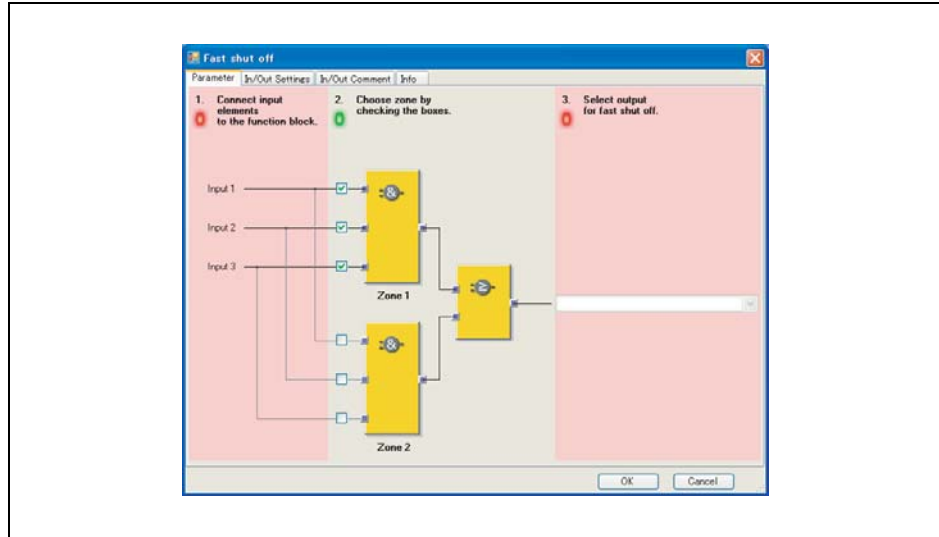 Fast shut off
Parameter In/Out Settings In/Out Comment Info
1. Connect input
elements
to the function block.
2. Choose zone by
checking the boxes.
3. Select output
for fast shut off.
Input 1
Input 2
Input 3
&
Zone 1
≥
&
Zone 2
OK Cancel